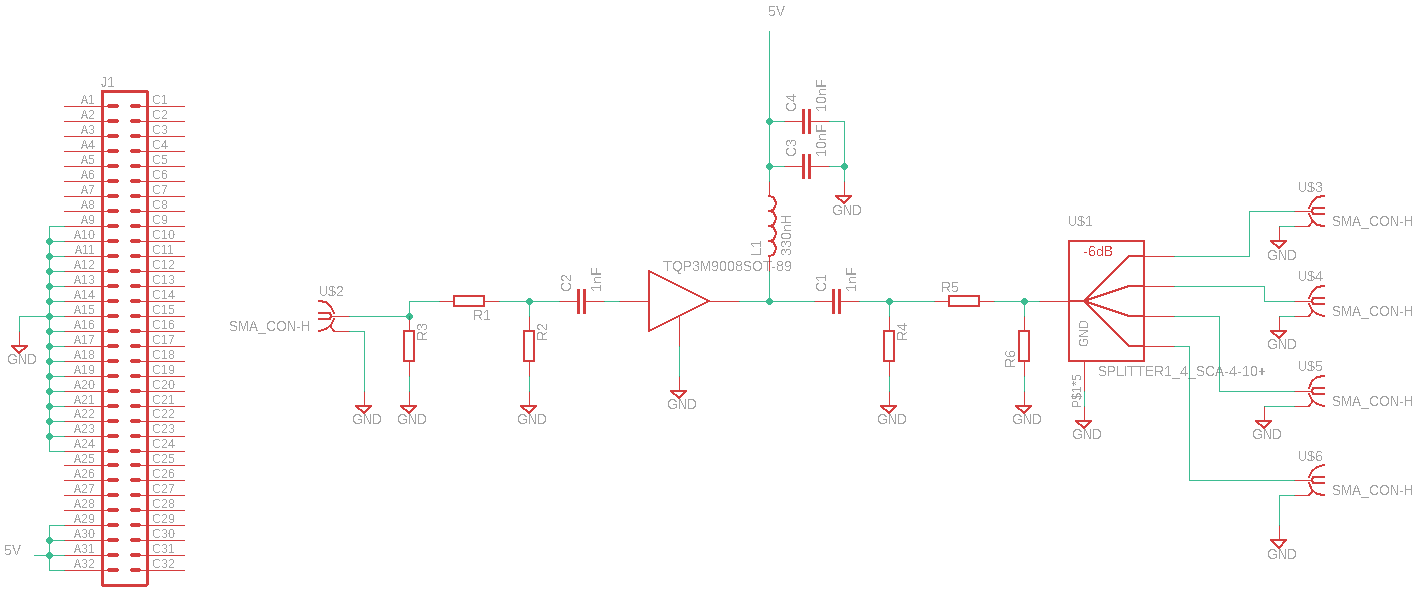 5V
J1
A1 C1
A2 C2
A3 C3
A4 C4
A5 C5
A6 C6
A7 C7
A8 C8
A9 C9
A10 C10
A11 C11
A12 C12
A13 C13
A14 C14
A15 C15
A16 C16
A17 C17
A18 C18
A19 C19
A20 C20
A21 C21
A22 C22
A23 C23
A24 C24
A25 C25
A26 C26
A27 C27
A28 C28
A29 C29
A30 C30
A31 C31
A32 C32
GND
5V
U$2
SMA_CON-H
GND
R3
GND
R1
R2
GND
C2
1nF
TQP3M9008SOT-89
GND
L1
330nH
C4
10nF
C3
10nF
GND
C1
1nF
R4
GND
R5
R6
GND
U$1
-6dB
GND
SPLITTER1_4_SCA-4-10+
P$1*5
GND
U$3
SMA_CON-H
GND
U$4
SMA_CON-H
GND
U$5
SMA_CON-H
GND
U$6
SMA_CON-H
GND